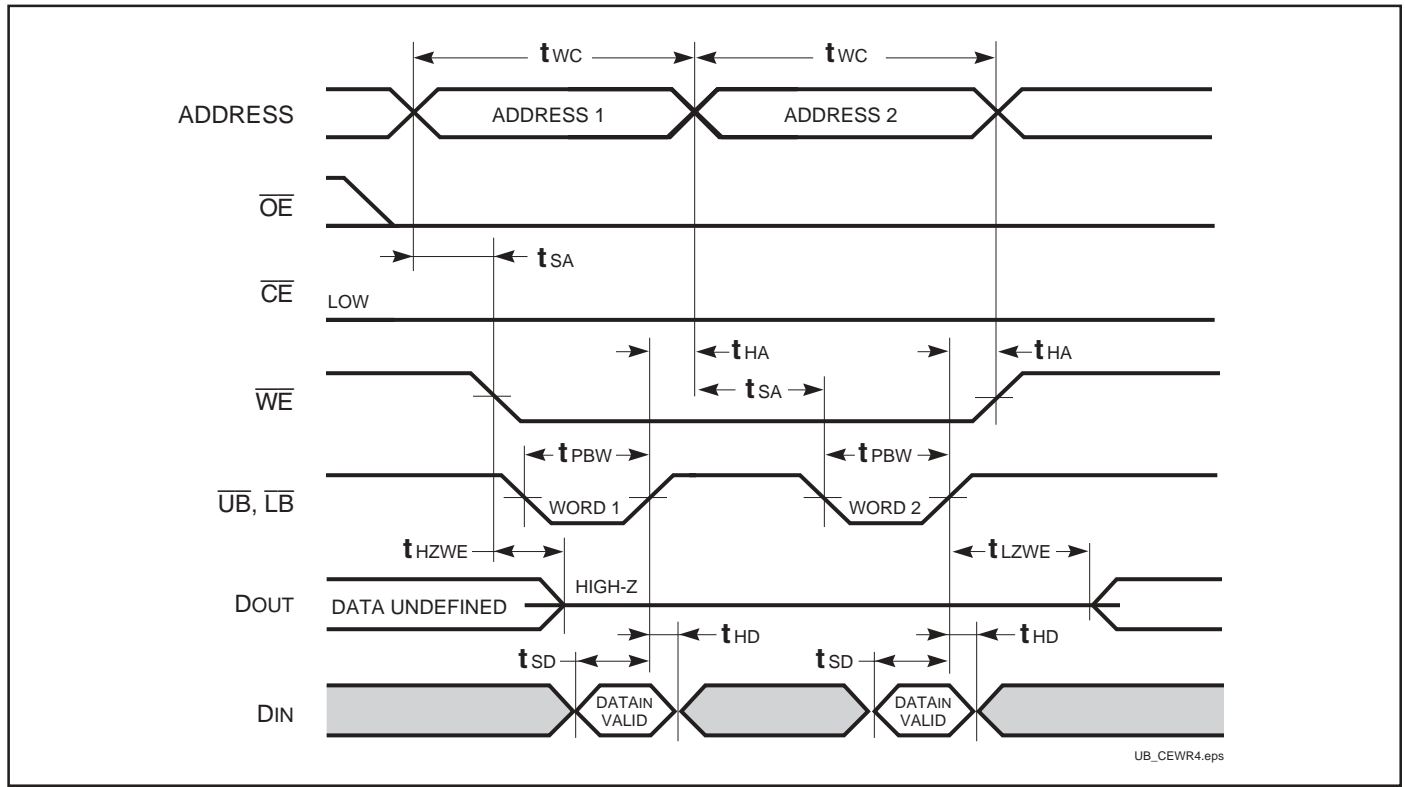 tWC tWC
ADDRESS ADDRESS 1 ADDRESS 2
OE
tSA
CE LOW
tHA tHA
WE tSA
tPBW tPBW
UB, LB WORD 1 WORD 2
tHZWE tLZWE
DOUT DATA UNDEFINED HIGH-Z
tHD tHD
tSD tSD
DIN DATAIN VALID DATAIN VALID
UB_CEWR4.eps